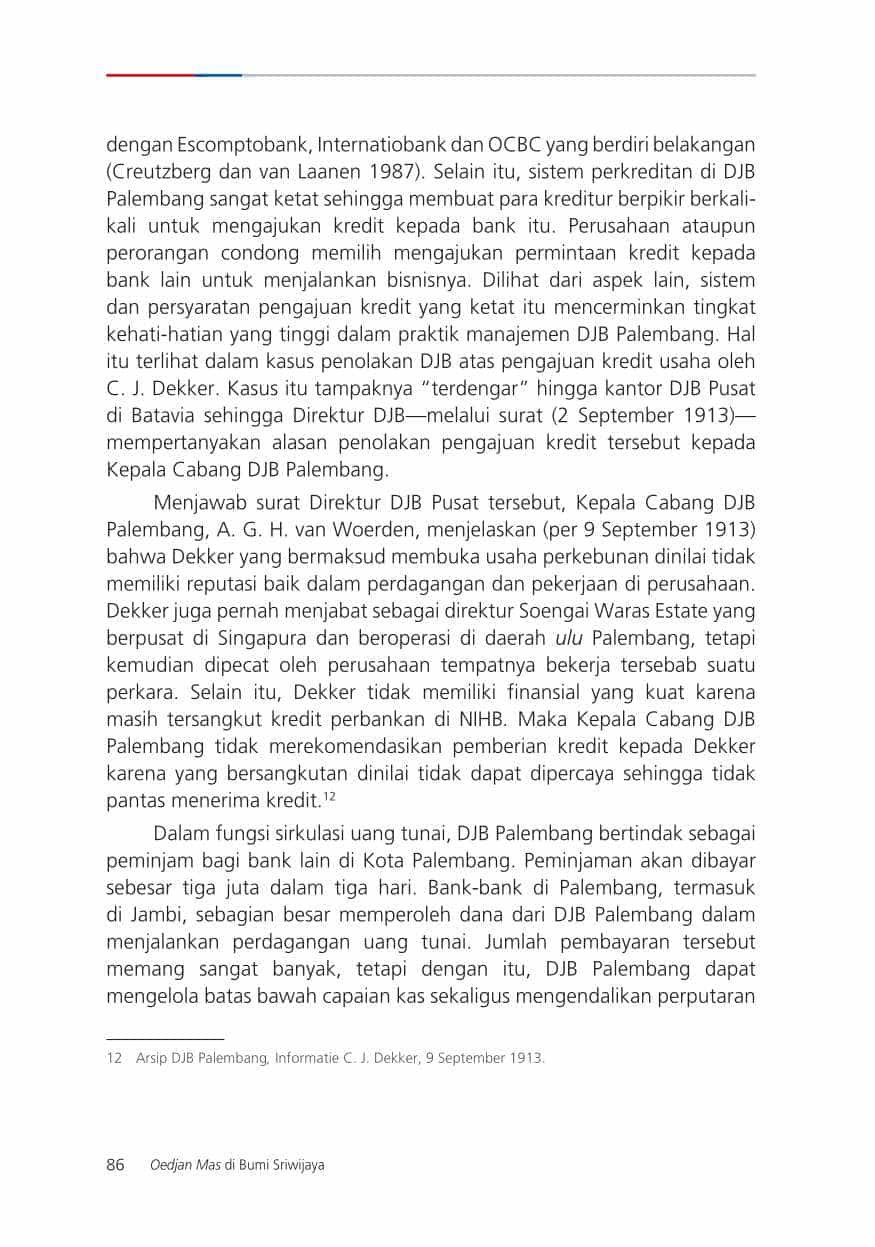 dengan Escomptobank, Internatiobank dan OCBC yang berdiri belakangan
(Creutzberg dan van Laanen 1987). Selain itu, sistem perkreditan di DJB
Palembang sangat ketat sehingga membuat para kreditur berpikir berkali-
kali untuk mengajukan kredit kepada bank itu. Perusahaan ataupun
perorangan condong memilih mengajukan permintaan kredit kepada
bank lain untuk menjalankan bisnisnya. Dilihat dari aspek lain, sistem
dan persyaratan pengajuan kredit yang ketat itu mencerminkan tingkat
kehati-hatian yang tinggi dalam praktik manajemen DJB Palembang. Hal
itu terlihat dalam kasus penolakan DJB atas pengajuan kredit usaha oleh
C. J. Dekker. Kasus itu tampaknya “terdengar” hingga kantor DJB Pusat
di Batavia sehingga Direktur DJB—melalui surat (2 September 1913)—
mempertanyakan alasan penolakan pengajuan kredit tersebut kepada
Kepala Cabang DJB Palembang.
Menjawab surat Direktur DJB Pusat tersebut, Kepala Cabang DJB
Palembang, A. G. H. van Woerden, menjelaskan (per 9 September 1913)
bahwa Dekker yang bermaksud membuka usaha perkebunan dinilai tidak
memiliki reputasi baik dalam perdagangan dan pekerjaan di perusahaan.
Dekker juga pernah menjabat sebagai direktur Soengai Waras Estate yang
berpusat di Singapura dan beroperasi di daerah ulu Palembang, tetapi
kemudian dipecat oleh perusahaan tempatnya bekerja tersebab suatu
perkara. Selain itu, Dekker tidak memiliki finansial yang kuat karena
masih tersangkut kredit perbankan di NIHB. Maka Kepala Cabang DJB
Palembang tidak merekomendasikan pemberian kredit kepada Dekker
karena yang bersangkutan dinilai tidak dapat dipercaya sehingga tidak
pantas menerima kredit.12
Dalam fungsi sirkulasi uang tunai, DJB Palembang bertindak sebagai
peminjam bagi bank lain di Kota Palembang. Peminjaman akan dibayar
sebesar tiga juta dalam tiga hari. Bank-bank di Palembang, termasuk
di Jambi, sebagian besar memperoleh dana dari DJB Palembang dalam
menjalankan perdagangan uang tunai. Jumlah pembayaran tersebut
memang sangat banyak, tetapi dengan itu, DJB Palembang dapat
mengelola batas bawah capaian kas sekaligus mengendalikan perputaran
12 Arsip DJB Palembang, Informatie C. J. Dekker, 9 September 1913.
86 Oedjan Mas di Bumi Sriwijaya